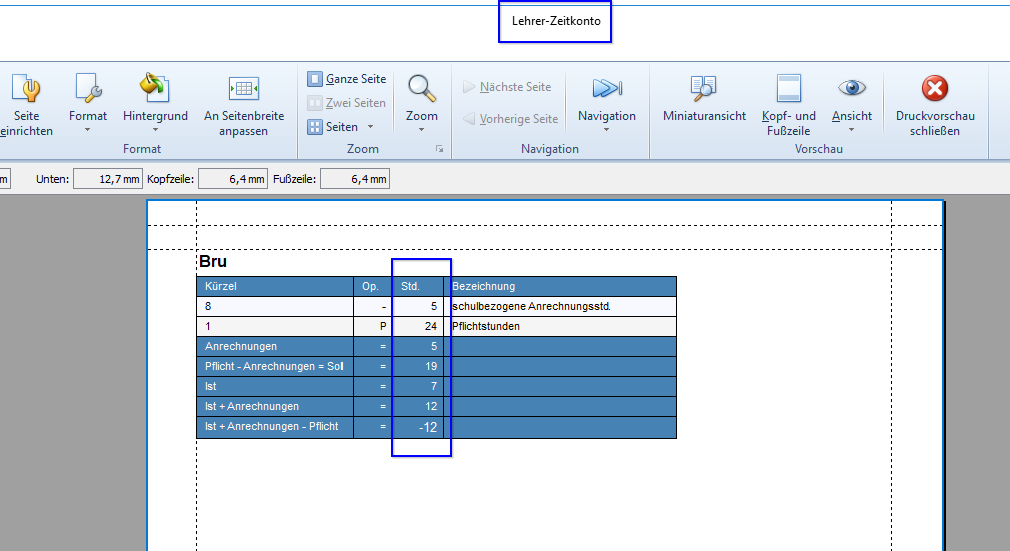 Lehrer-Zeitkonto
Seite einrichten
Format
Hintergrund
An Seitenbreite anpassen
Format
Ganze Seite
Zwei Seiten
Seiten
Zoom
Zoom
Nächste Seite
Vorherige Seite
Navigation
Navigation
Miniaturansicht
Kopf- und Fußzeile
Ansicht
Vorschau
Druckvorschau schließen
m Unten: 12,7 mm Kopfzeile: 6,4 mm Fußzeile: 6,4 mm
Bru
Kürzel Op. Std. Bezeichnung
8 - 5 schulbezogene Anrechnungsstd.
1 P 24 Pflichtstunden
Anrechnungen = 5
Pflicht - Anrechnungen = Soll = 19
Ist = 7
Ist + Anrechnungen = 12
Ist + Anrechnungen - Pflicht = -12